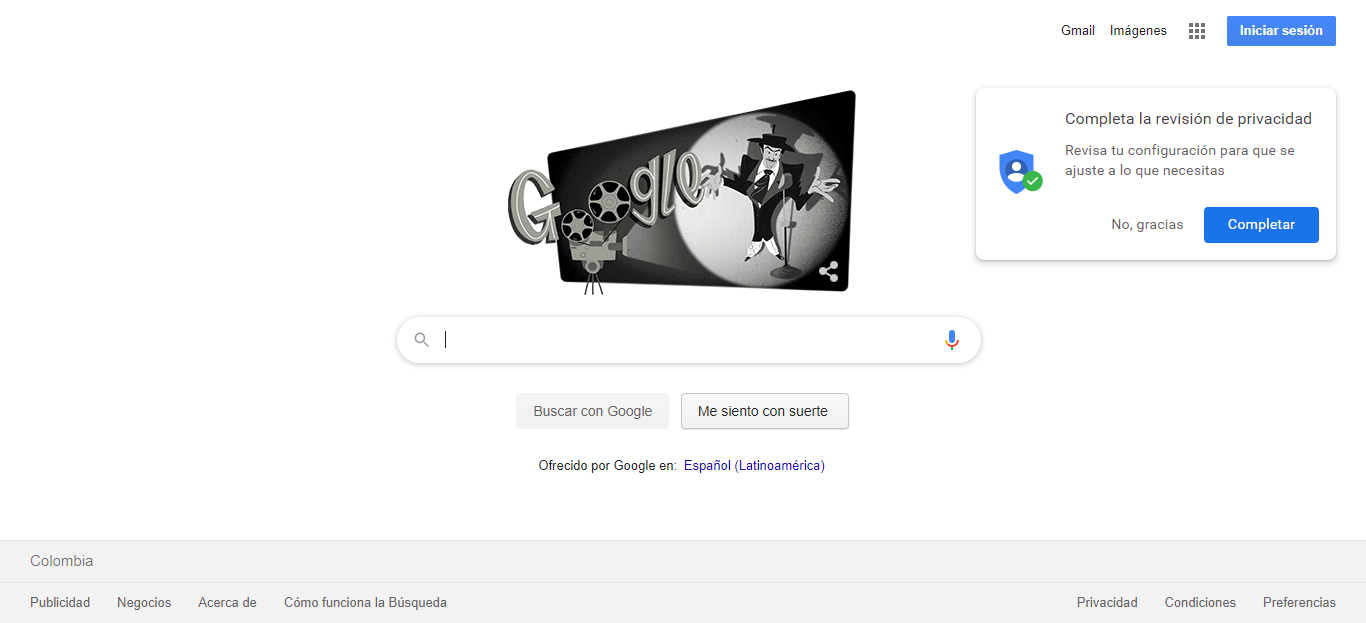 Gmail Imágenes Iniciar sesión
Google
Completa la revisión de privacidad
Revisa tu configuración para que se
ajuste a lo que necesitas
No, gracias Completar
Buscar con Google Me siento con suerte
Ofrecido por Google en: Español (Latinoamérica)
Colombia
Publicidad Negocios Acerca de Cómo funciona la Búsqueda Privacidad Condiciones Preferencias